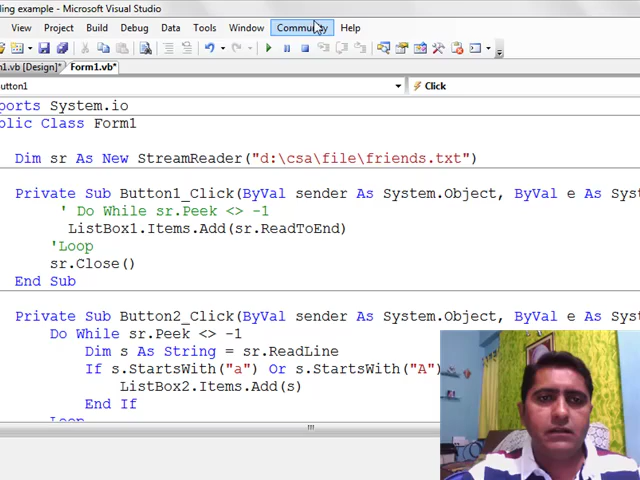 ling example - Microsoft Visual Studio
View Project Build Debug Data Tools Window Community Help
n1.vb [Design]* Form1.vb*
utton1 Click
ports System.io
blic Class Form1
Dim sr As New StreamReader("d:\csa\file\friends.txt")
Private Sub Button1_Click(ByVal sender As System.Object, ByVal e As Syst
' Do While sr.Peek <> -1
ListBox1.Items.Add(sr.ReadToEnd)
'Loop
sr.Close()
End Sub
Private Sub Button2_Click(ByVal sender As System.Object, ByVal e As Syst
Do While sr.Peek <> -1
Dim s As String = sr.ReadLine
If s.StartsWith("a") Or s.StartsWith("A")
ListBox2.Items.Add(s)
End If
Loop